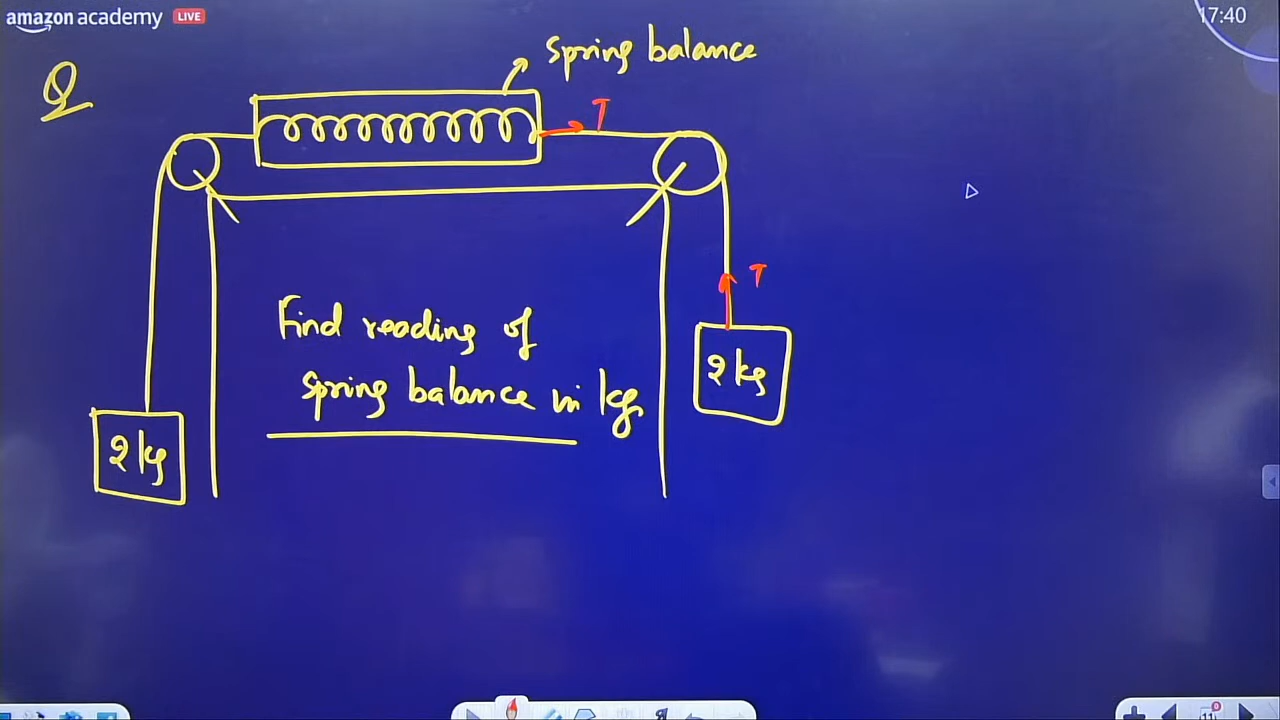 amazon academy LIVE
17:40
Q
Spring balance
T
T
Find reading of
spring balance in kg.
2 kg
2 kg